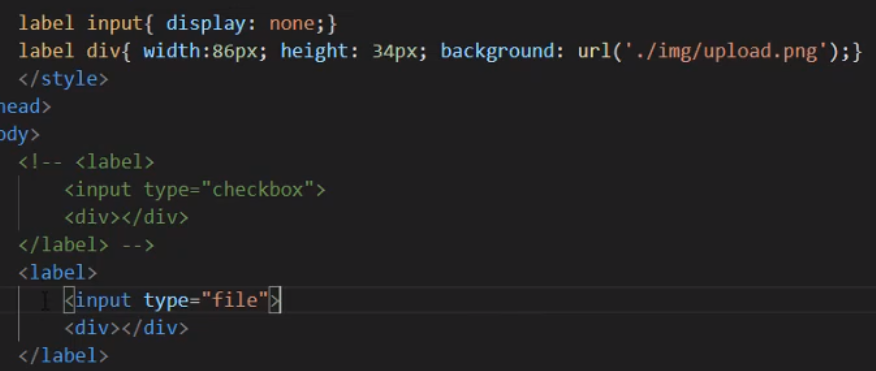 label input{ display: none;}
label div{ width:86px; height: 34px; background: url('./img/upload.png');}
</style>
head>
ody>
<!-- <label>
<input type="checkbox">
<div></div>
</label> -->
<label>
<input type="file">
<div></div>
</label>